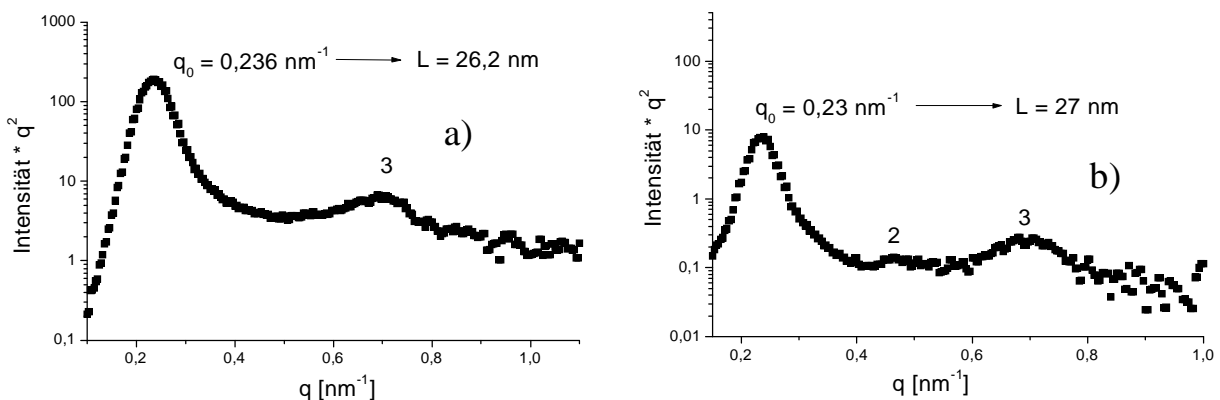 1000
100
10
1
0,1
Intensität * q²
q₀ = 0,236 nm⁻¹ L = 26,2 nm
a)
3
0,2 0,4 0,6 0,8 1,0
q [nm⁻¹]
100
10
1
0,1
0,01
Intensität * q²
q₀ = 0,23 nm⁻¹ L = 27 nm
b)
2 3
0,2 0,4 0,6 0,8 1,0
q [nm⁻¹]